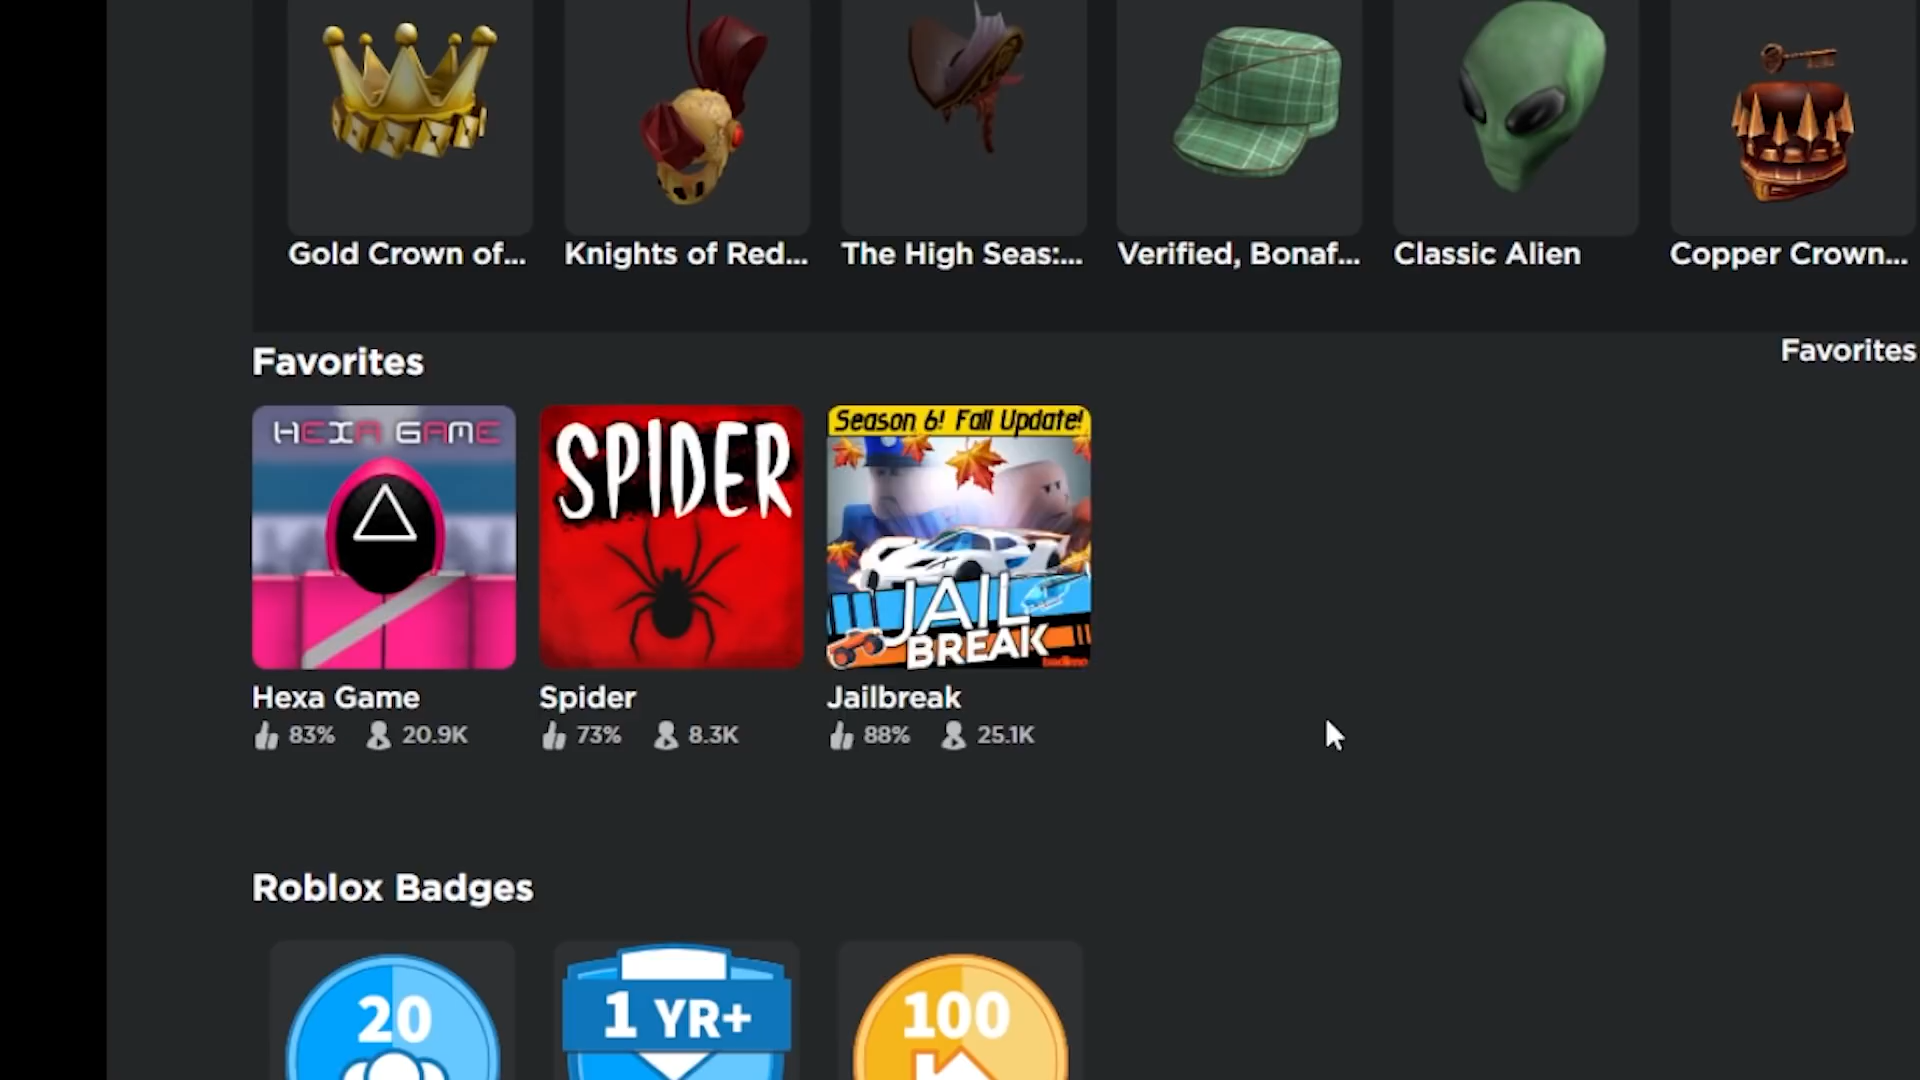 Gold Crown of...
Knights of Red...
The High Seas:...
Verified, Bonaf...
Classic Alien
Copper Crown...
Favorites
Favorites
HEXA GAME
SPIDER
Season 6! Fall Update!
JAIL
BREAK
badimo
Hexa Game
Spider
Jailbreak
83%
20.9K
73%
8.3K
88%
25.1K
Roblox Badges
20
1 YR+
100